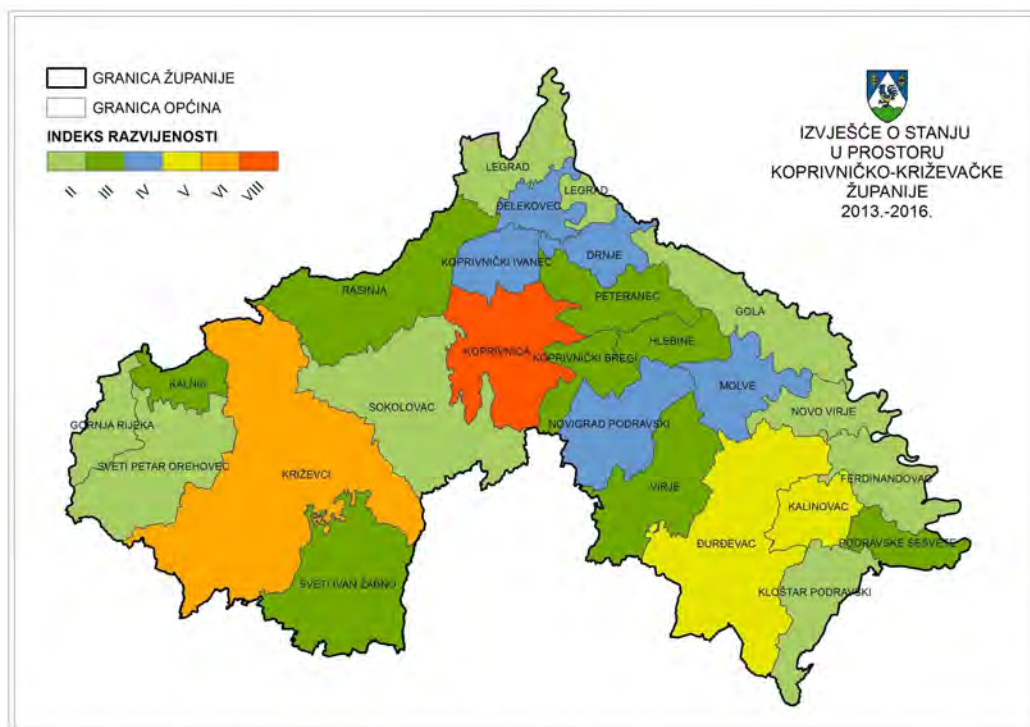 GRANICA ŽUPANIJE
GRANICA OPĆINA
INDEKS RAZVIJENOSTI
II III IV V VI VIII
IZVJEŠĆE O STANJU
U PROSTORU
KOPRIVNIČKO-KRIŽEVAČKE
ŽUPANIJE
2013.-2016.
LEGRAD
LEGRAD
ĐELEKOVEC
KOPRIVNIČKI IVANEC
DRNJE
RASINJA
PETERANEC
GOLA
HLEBINE
KOPRIVNICA
KOPRIVNIČKI BREGI
KALNIK
MOLVE
SOKOLOVAC
NOVO VIRJE
GORNJA RIJEKA
NOVIGRAD PODRAVSKI
SVETI PETAR OREHOVEC
KRIŽEVCI
FERDINANDOVAC
VIRJE
KALINOVAC
ĐURĐEVAC
PODRAVSKE SESVETE
SVETI IVAN ŽABNO
KLOŠTAR PODRAVSKI